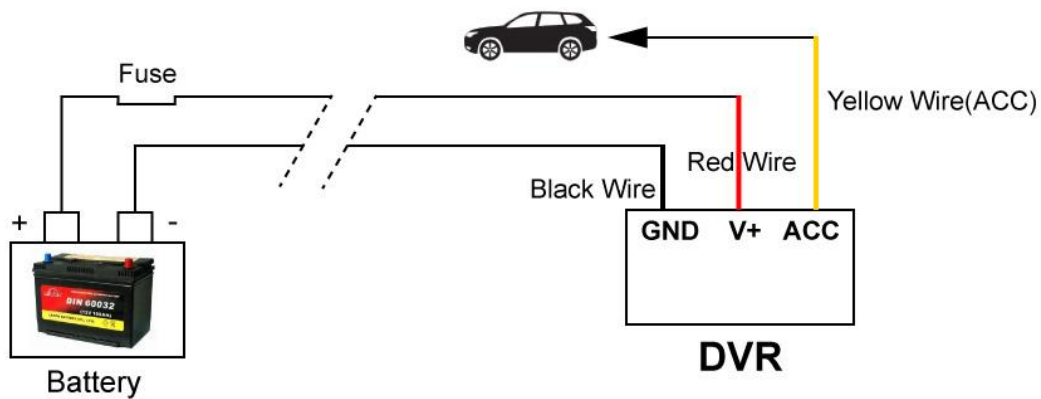 Fuse
Yellow Wire(ACC)
Red Wire
Black Wire
+ -
GND V+ ACC
DIN 60032
DVR
Battery